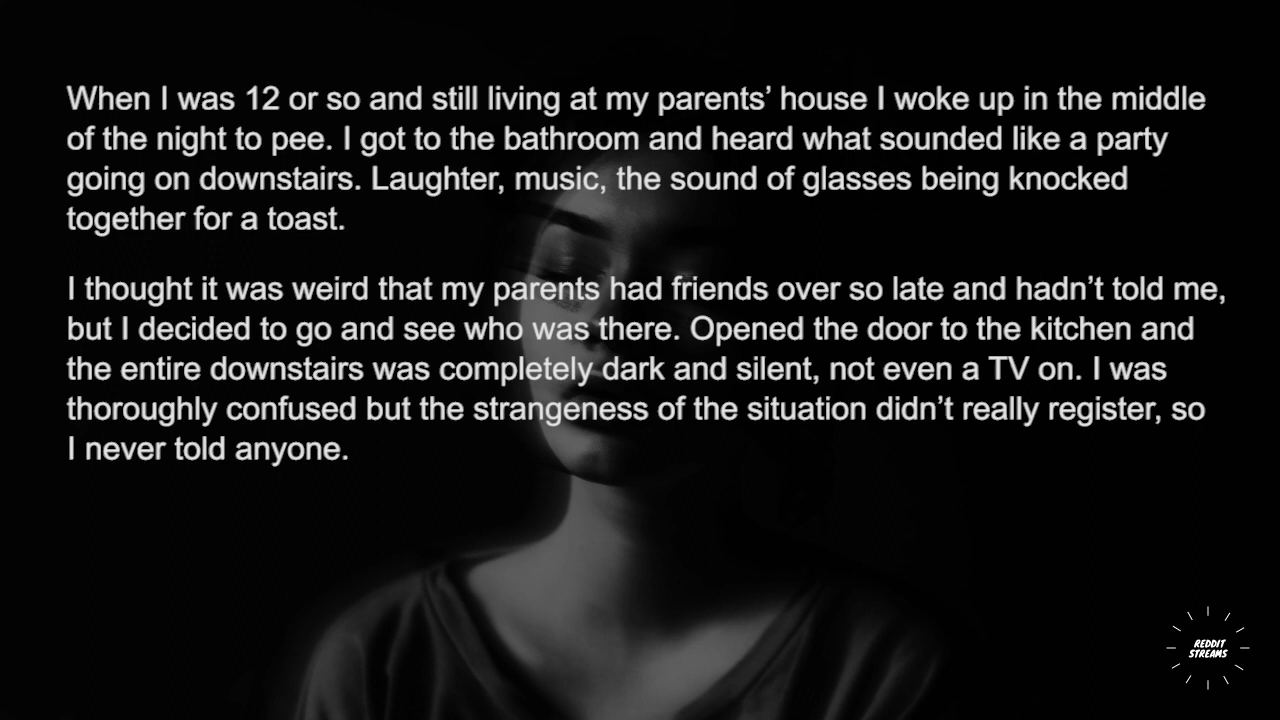 When I was 12 or so and still living at my parents’ house I woke up in the middle
of the night to pee. I got to the bathroom and heard what sounded like a party
going on downstairs. Laughter, music, the sound of glasses being knocked
together for a toast.
I thought it was weird that my parents had friends over so late and hadn’t told me,
but I decided to go and see who was there. Opened the door to the kitchen and
the entire downstairs was completely dark and silent, not even a TV on. I was
thoroughly confused but the strangeness of the situation didn’t really register, so
I never told anyone.
REDDIT
STREAMS